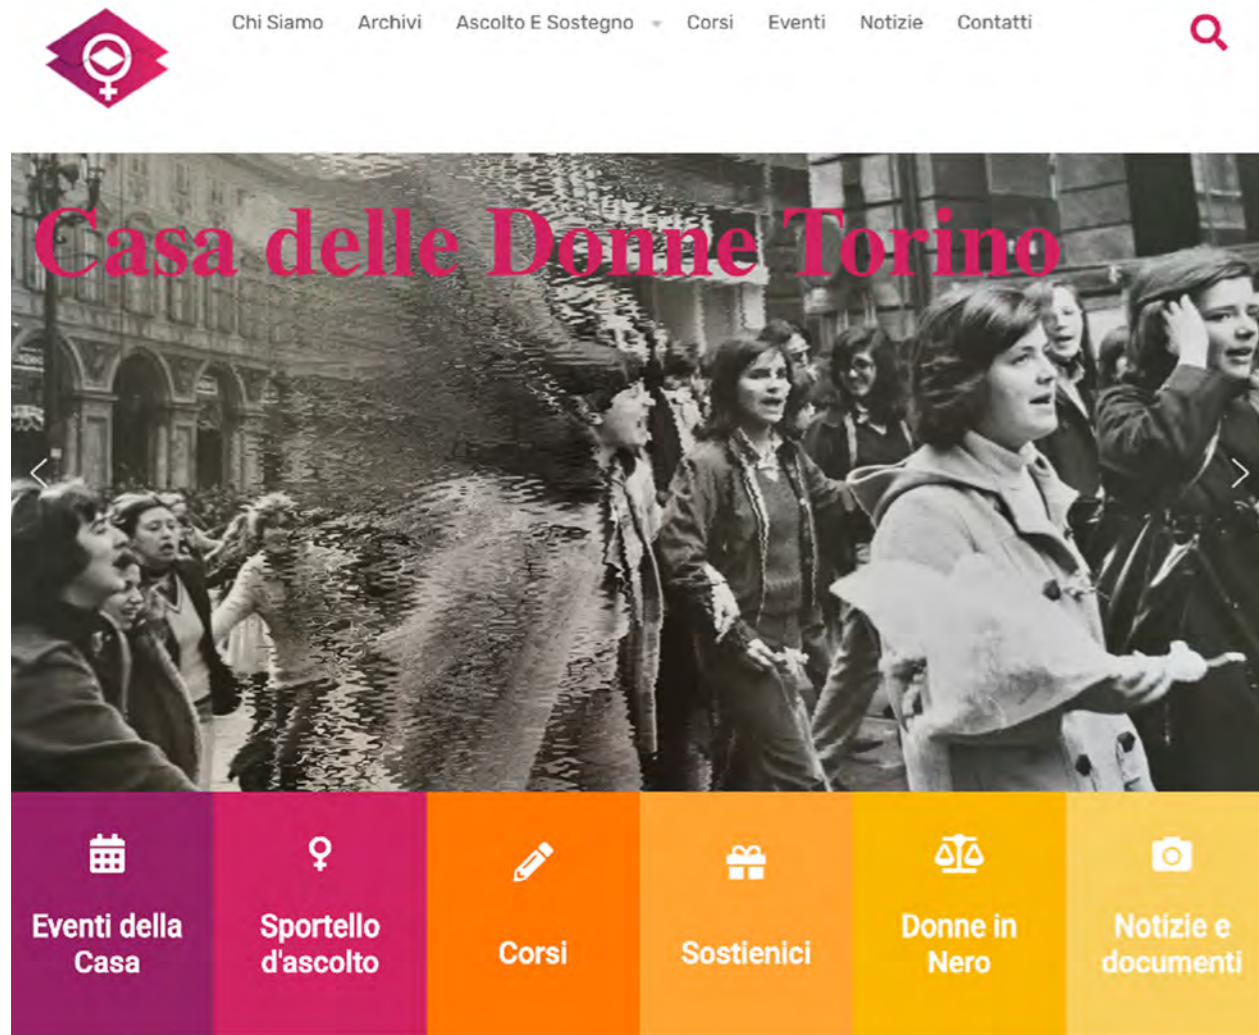 Chi Siamo Archivi Ascolto E Sostegno Corsi Eventi Notizie Contatti
Casa delle Donne Torino
Eventi della
Casa
Sportello
d'ascolto
Corsi
Sostienici
Donne in
Nero
Notizie e
documenti